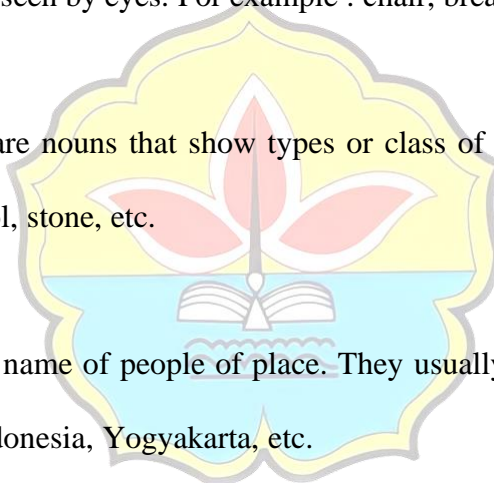 seen by eyes. For example : chair, brea
are nouns that show types or class of
l, stone, etc.
name of people of place. They usually
donesia, Yogyakarta, etc.